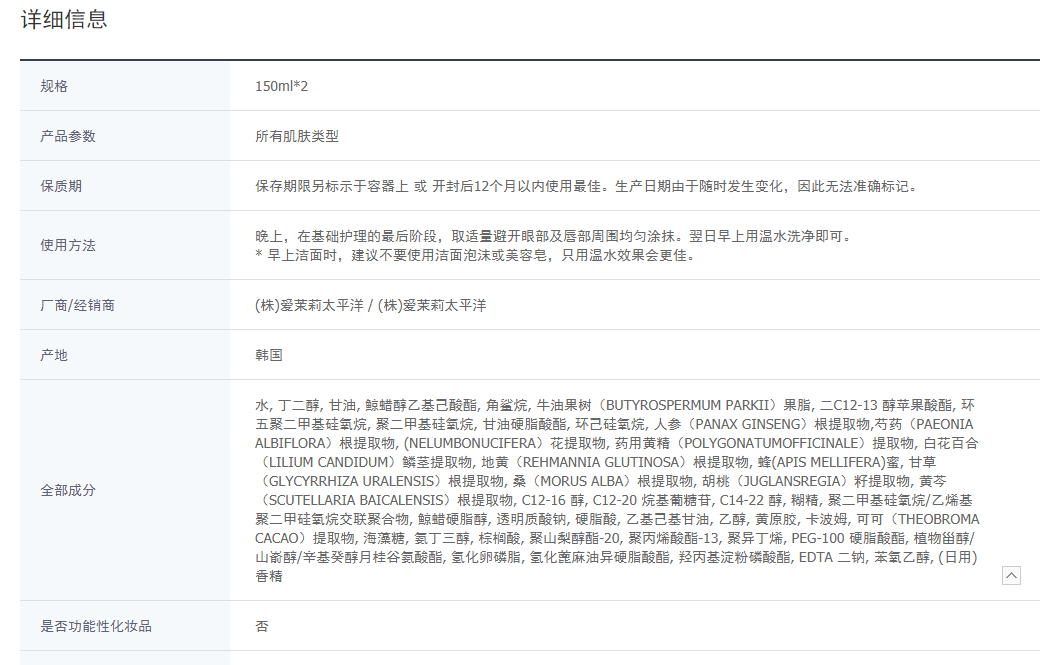 详细信息
规格 150ml*2
产品参数 所有肌肤类型
保质期 保存期限另标示于容器上 或 开封后12个月以内使用最佳。生产日期由于随时发生变化，因此无法准确标记。
使用方法 晚上，在基础护理的最后阶段，取适量避开眼部及唇部周围均匀涂抹。翌日早上用温水洗净即可。
* 早上洁面时，建议不要使用洁面泡沫或美容皂，只用温水效果会更佳。
厂商/经销商 (株)爱茉莉太平洋 / (株)爱茉莉太平洋
产地 韩国
全部成分 水, 丁二醇, 甘油, 鲸蜡醇乙基己酸酯, 角鲨烷, 牛油果树（BUTYROSPERMUM PARKII）果脂, 二C12-13 醇苹果酸酯, 环
五聚二甲基硅氧烷, 聚二甲基硅氧烷, 甘油硬脂酸酯, 环己硅氧烷, 人参（PANAX GINSENG）根提取物,芍药（PAEONIA
ALBIFLORA）根提取物, (NELUMBONUCIFERA）花提取物, 药用黄精（POLYGONATUMOFFICINALE）提取物, 白花百合
（LILIUM CANDIDUM）鳞茎提取物, 地黄（REHMANNIA GLUTINOSA）根提取物, 蜂(APIS MELLIFERA)蜜, 甘草
（GLYCYRRHIZA URALENSIS）根提取物, 桑（MORUS ALBA）根提取物, 胡桃（JUGLANSREGIA）籽提取物, 黄芩
（SCUTELLARIA BAICALENSIS）根提取物, C12-16 醇, C12-20 烷基葡糖苷, C14-22 醇, 糊精, 聚二甲基硅氧烷/乙烯基
聚二甲硅氧烷交联聚合物, 鲸蜡硬脂醇, 透明质酸钠, 硬脂酸, 乙基己基甘油, 乙醇, 黄原胶, 卡波姆, 可可（THEOBROMA
CACAO）提取物, 海藻糖, 氨丁三醇, 棕榈酸, 聚山梨醇酯-20, 聚丙烯酸酯-13, 聚异丁烯, PEG-100 硬脂酸酯, 植物甾醇/
山嵛醇/辛基癸醇月桂谷氨酸酯, 氢化卵磷脂, 氢化蓖麻油异硬脂酸酯, 羟丙基淀粉磷酸酯, EDTA 二钠, 苯氧乙醇, (日用)
香精
是否功能性化妆品 否